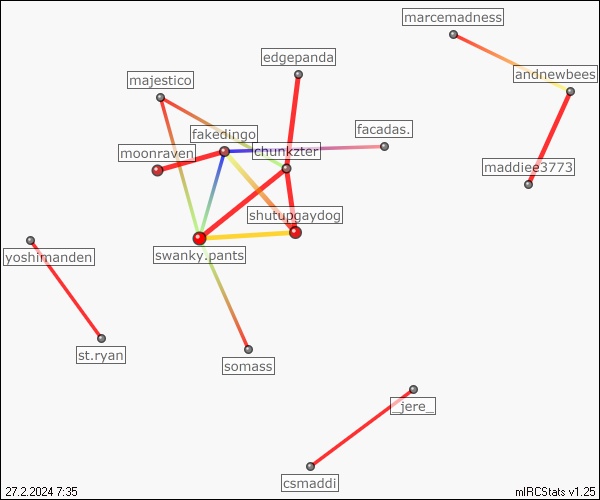 marcemadness
edgepanda
andnewbees
majestico
facadas.
fakedingo
chunkzter
moonraven
maddiee3773
shutupgaydog
swanky.pants
yoshimanden
st.ryan
somass
_jere_
csmaddi
27.2.2024 7:35
mIRCStats v1.25